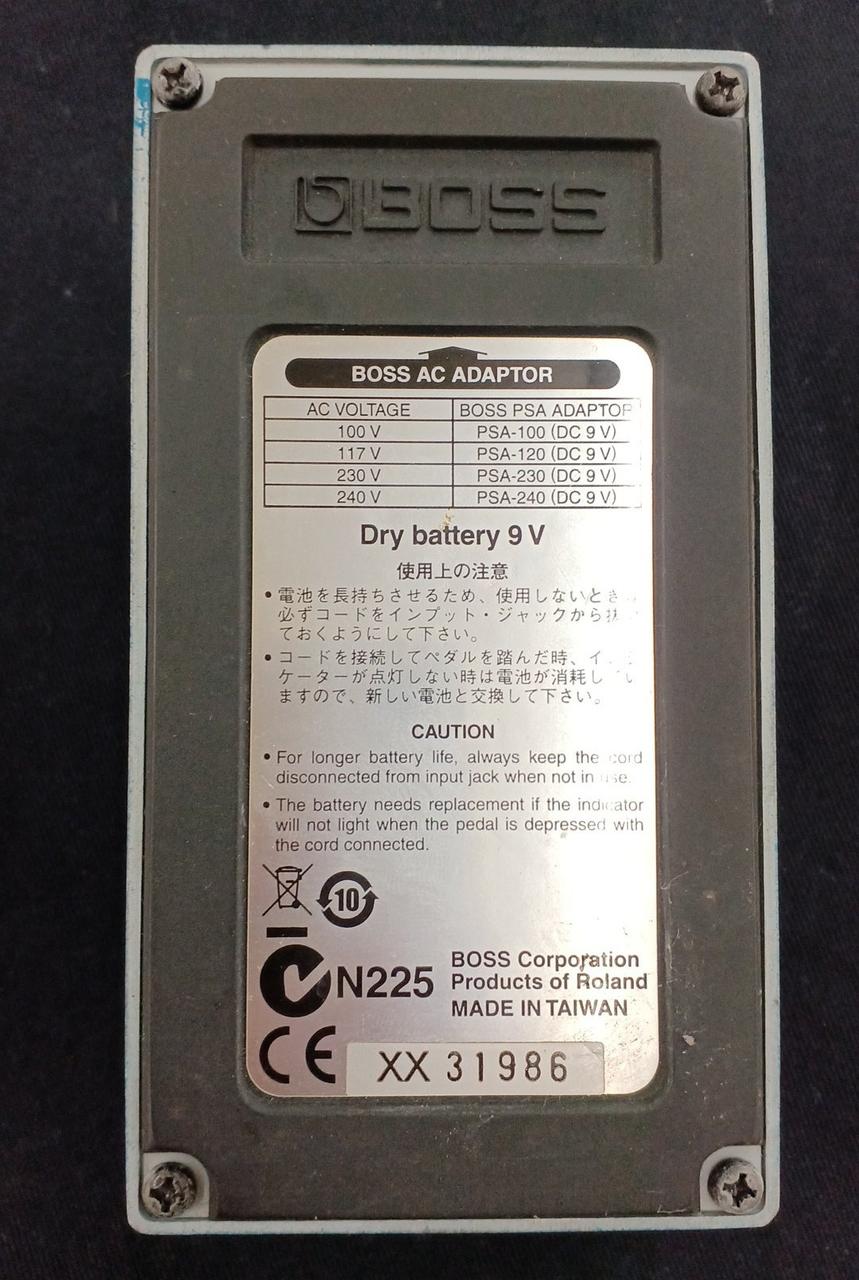 BOSS
BOSS AC ADAPTOR
AC VOLTAGE BOSS PSA ADAPTOR
100 V PSA-100 (DC 9 V)
117 V PSA-120 (DC 9 V)
230 V PSA-230 (DC 9 V)
240 V PSA-240 (DC 9 V)
Dry battery 9 V
使用上の注意
• 電池を長持ちさせるため、使用しないとき
必ずコードをインプット・ジャックから抜
ておくようにして下さい。
• コードを接続してペダルを踏んだ時、イ
ケーターが点灯しない時は電池が消耗し
ますので、新しい電池と交換して下さい。
CAUTION
• For longer battery life, always keep the cord
disconnected from input jack when not in use.
• The battery needs replacement if the indicator
will not light when the pedal is depressed with
the cord connected.
10
N225
BOSS Corporation
Products of Roland
MADE IN TAIWAN
CE
XX 31986